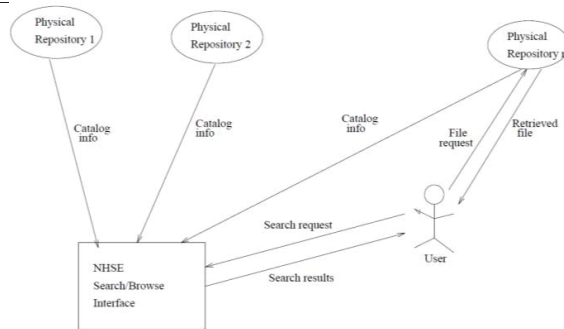 Physical
Repository 1
Physical
Repository 2
Physical
Repository n
Catalog
info
Catalog
info
Catalog
info
File
request
Retrieved
file
Search request
User
NHSE
Search/Browse
Interface
Search results